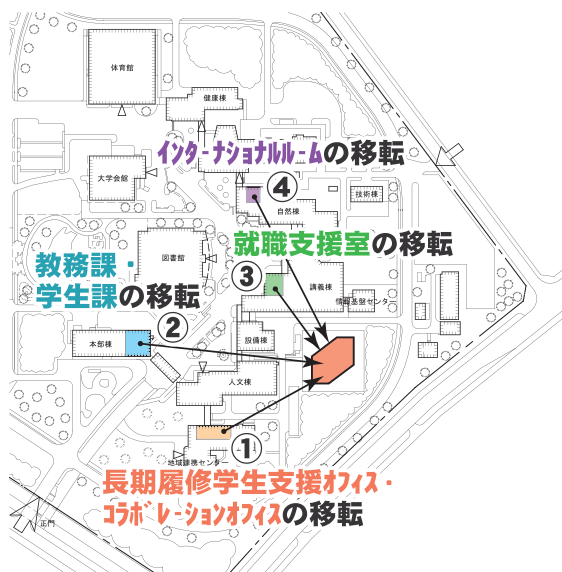 体育館
健康棟
インターナショナルルームの移転
④
大学会館
技術棟
自然棟
就職支援室の移転
教務課・
学生課の移転
図書館
③
講義棟
情報基盤センター
②
本部棟
設備棟
人文棟
①
地域連携センター
長期履修学生支援オフィス・
コラボレーションオフィスの移転
正門